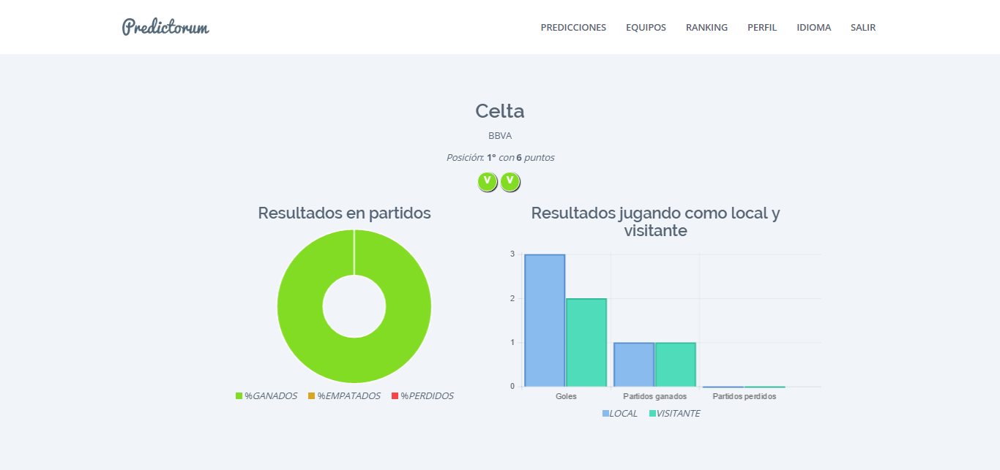 Predictorum
PREDICCIONES EQUIPOS RANKING PERFIL IDIOMA SALIR
Celta
BBVA
Posición: 1° con 6 puntos
V V
Resultados en partidos
%GANADOS %EMPATADOS %PERDIDOS
Resultados jugando como local y
visitante
3
2
1
0
Goles Partidos ganados Partidos perdidos
LOCAL VISITANTE